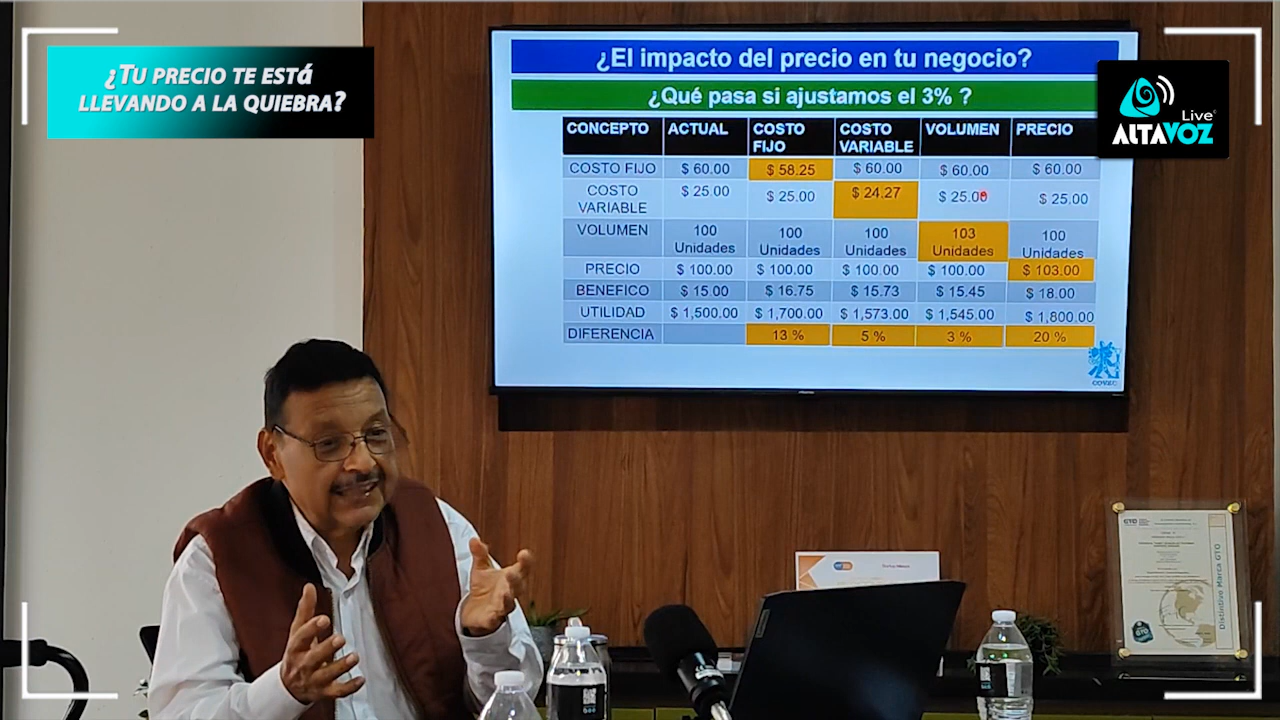 ¿TU PRECIO TE ESTÁ
LLEVANDO A LA QUIEBRA?
¿El impacto del precio en tu negocio?
¿Qué pasa si ajustamos el 3% ?
Live
ALTAVOZ
CONCEPTO ACTUAL COSTO FIJO COSTO VARIABLE VOLUMEN PRECIO
COSTO FIJO $ 60.00 $ 58.25 $ 60.00 $ 60.00 $ 60.00
COSTO VARIABLE $ 25.00 $ 25.00 $ 24.27 $ 25.00 $ 25.00
VOLUMEN 100 Unidades 100 Unidades 100 Unidades 103 Unidades 100 Unidades
PRECIO $ 100.00 $ 100.00 $ 100.00 $ 100.00 $ 103.00
BENEFICO $ 15.00 $ 16.75 $ 15.73 $ 15.45 $ 18.00
UTILIDAD $ 1,500.00 $ 1,700.00 $ 1,573.00 $ 1,545.00 $ 1,800.00
DIFERENCIA 13 % 5 % 3 % 20 %
GTO
Distintivo Marca GTO
Lenovo